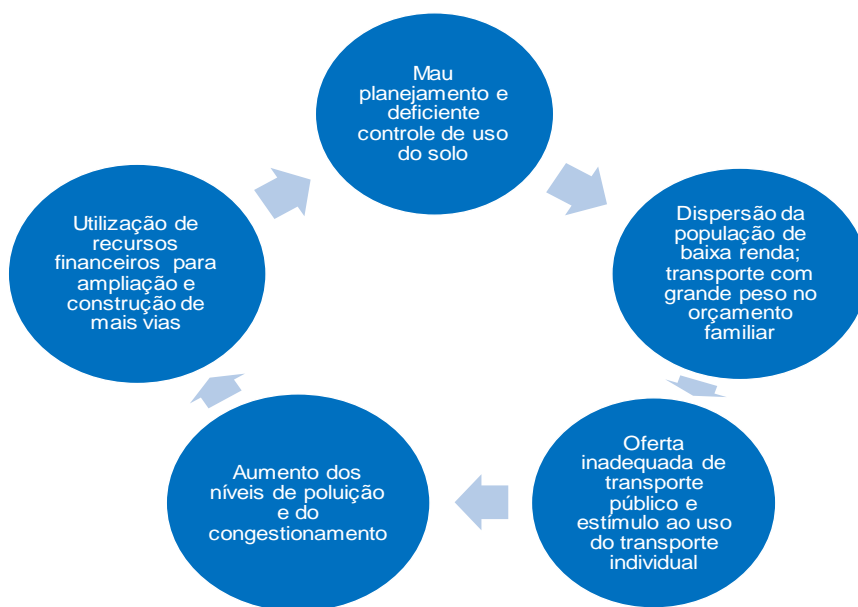 Mau
planejamento e
deficiente
controle de uso
do solo
Dispersão da
população de
baixa renda;
transporte com
grande peso no
orçamento
familiar
Oferta
inadequada de
transporte
público e
estímulo ao uso
do transporte
individual
Aumento dos
níveis de poluição
e do
congestionamento
Utilização de
recursos
financeiros para
ampliação e
construção de
mais vias